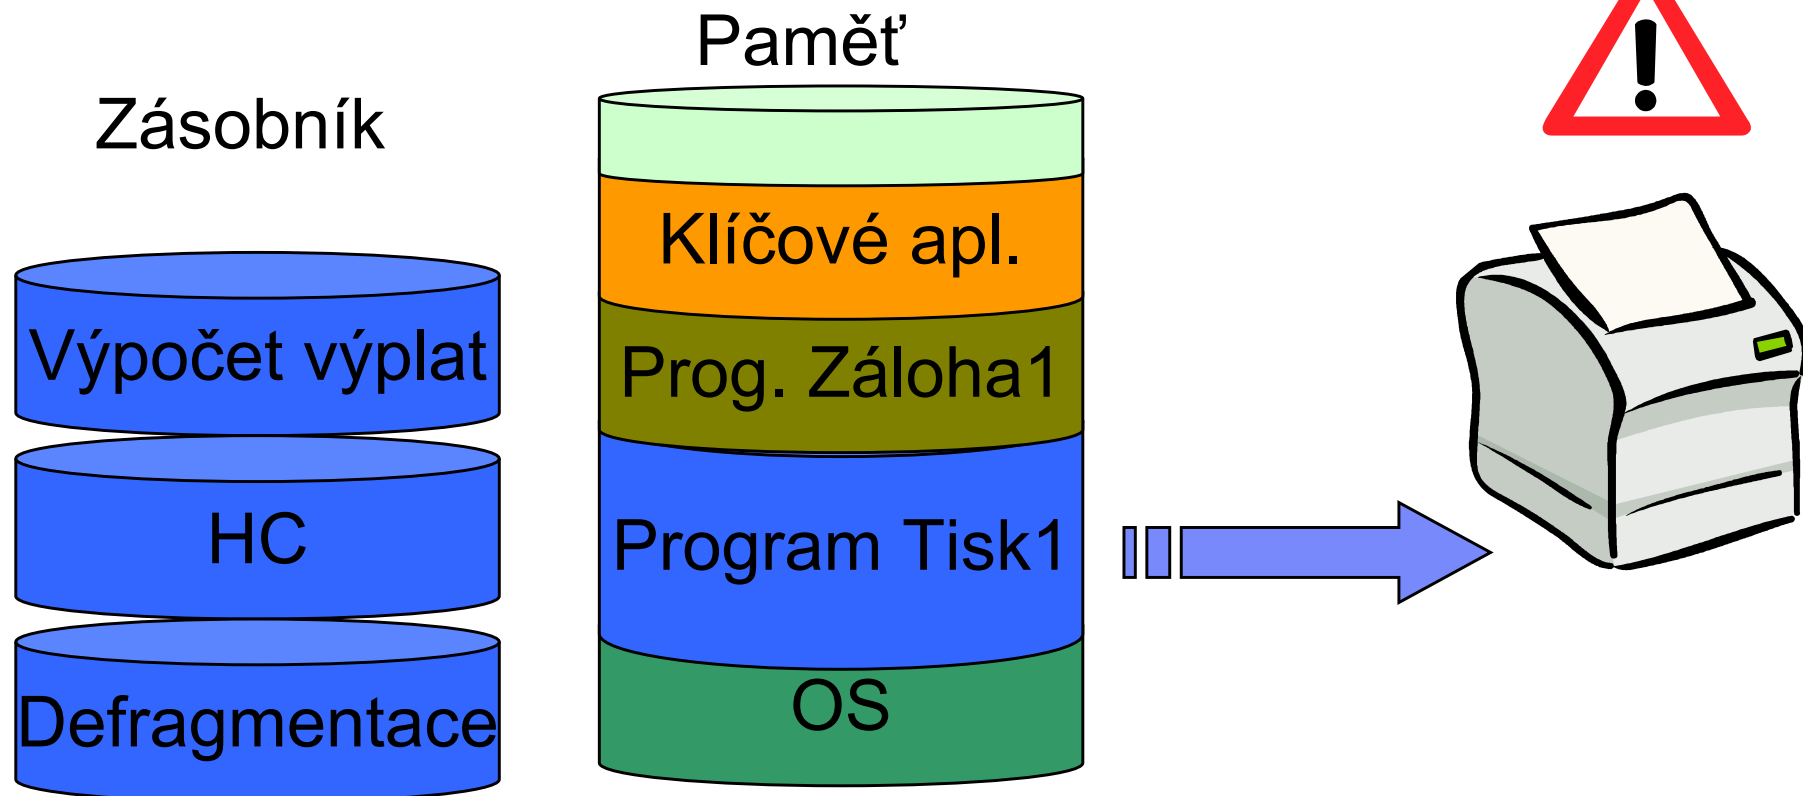 Paměť
Zásobník
Klíčové apl.
Výpočet výplat
Prog. Záloha1
HC
Program Tisk1
Defragmentace
OS